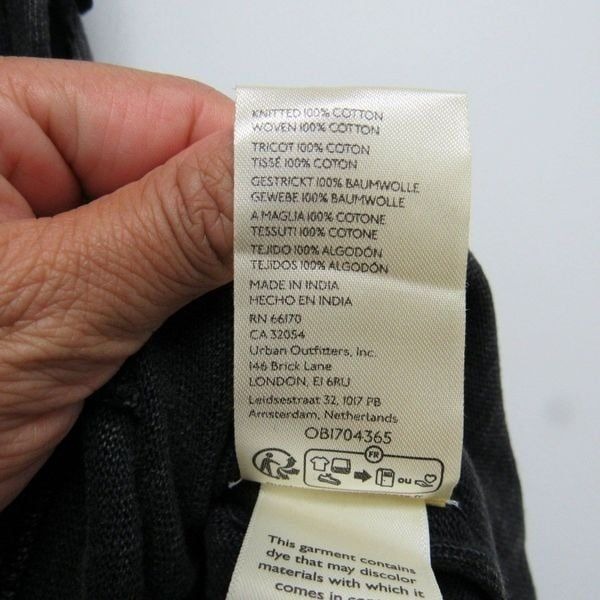 KNITTED 100% COTTON
WOVEN 100% COTTON
TRICOT 100% COTON
TISSÉ 100% COTON
GESTRICKT 100% BAUMWOLLE
GEWEBE 100% BAUMWOLLE
A MAGLIA 100% COTONE
TESSUTI 100% COTONE
TEJIDO 100% ALGODÓN
TEJIDOS 100% ALGODÓN
MADE IN INDIA
HECHO EN INDIA
RN 66170
CA 32054
Urban Outfitters, Inc.
146 Brick Lane
LONDON, E1 6RU
Leidsestraat 32, 1017 PB
Amsterdam, Netherlands
OB1704365
FR
ou
This garment contains
dye that may discolor
materials with which it
comes in